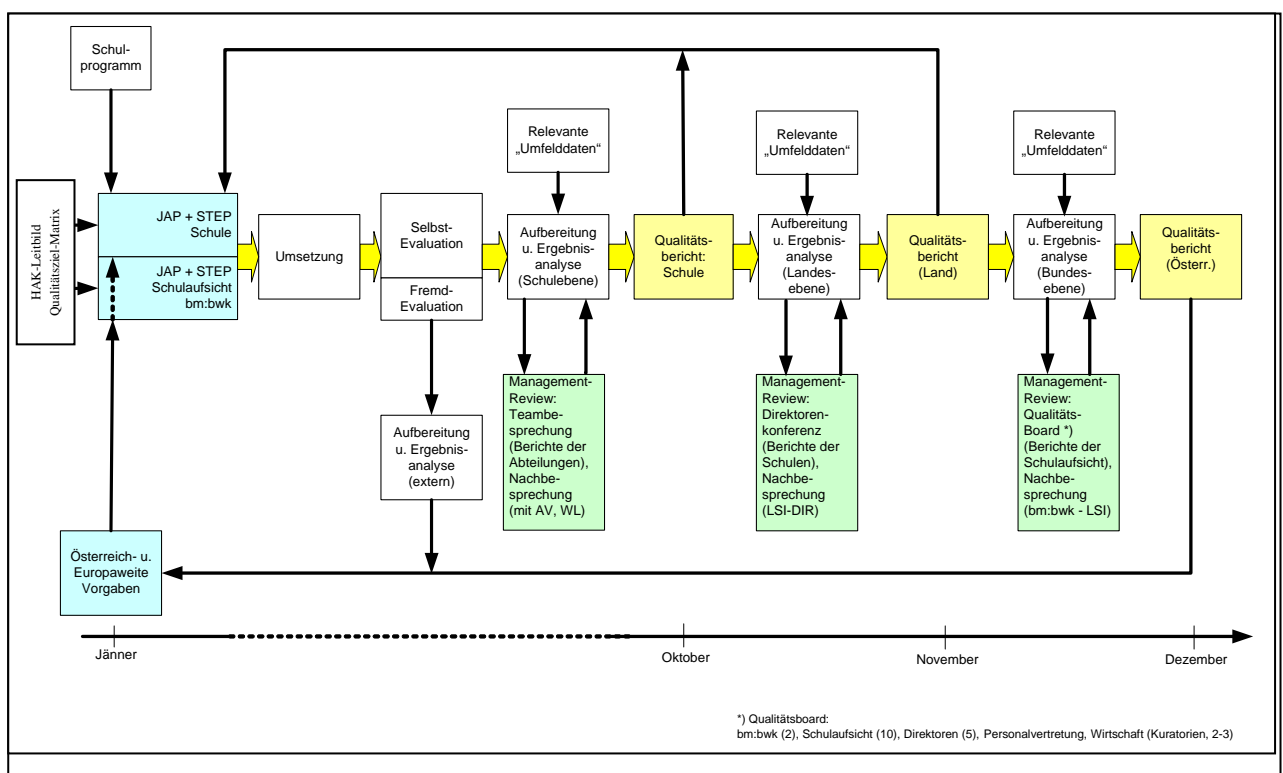 Schul-
programm
HAK-Leitbild
Qualitätsziel-Matrix
JAP + STEP
Schule
JAP + STEP
Schulaufsicht
bm:bwk
Österreich- u.
Europaweite
Vorgaben
Umsetzung
Selbst-
Evaluation
Fremd-
Evaluation
Aufbereitung
u. Ergebnis-
analyse
(extern)
Relevante
„Umfelddaten“
Aufbereitung
u. Ergebnis-
analyse
(Schulebene)
Management-
Review:
Teambe-
sprechung
(Berichte der
Abteilungen),
Nachbe-
sprechung
(mit AV, WL)
Qualitäts-
bericht:
Schule
Relevante
„Umfelddaten“
Aufbereitung
u. Ergebnis-
analyse
(Landes-
ebene)
Management-
Review:
Direktoren-
konferenz
(Berichte der
Schulen),
Nachbe-
sprechung
(LSI-DIR)
Qualitäts-
bericht
(Land)
Relevante
„Umfelddaten“
Aufbereitung
u. Ergebnis-
analyse
(Bundes-
ebene)
Management-
Review:
Qualitäts-
Board *)
(Berichte der
Schulaufsicht),
Nachbe-
sprechung
(bm:bwk - LSI)
Qualitäts-
bericht
(Österr.)
Jänner
Oktober
November
Dezember
*) Qualitätsboard:
bm:bwk (2), Schulaufsicht (10), Direktoren (5), Personalvertretung, Wirtschaft (Kuratorien, 2-3)